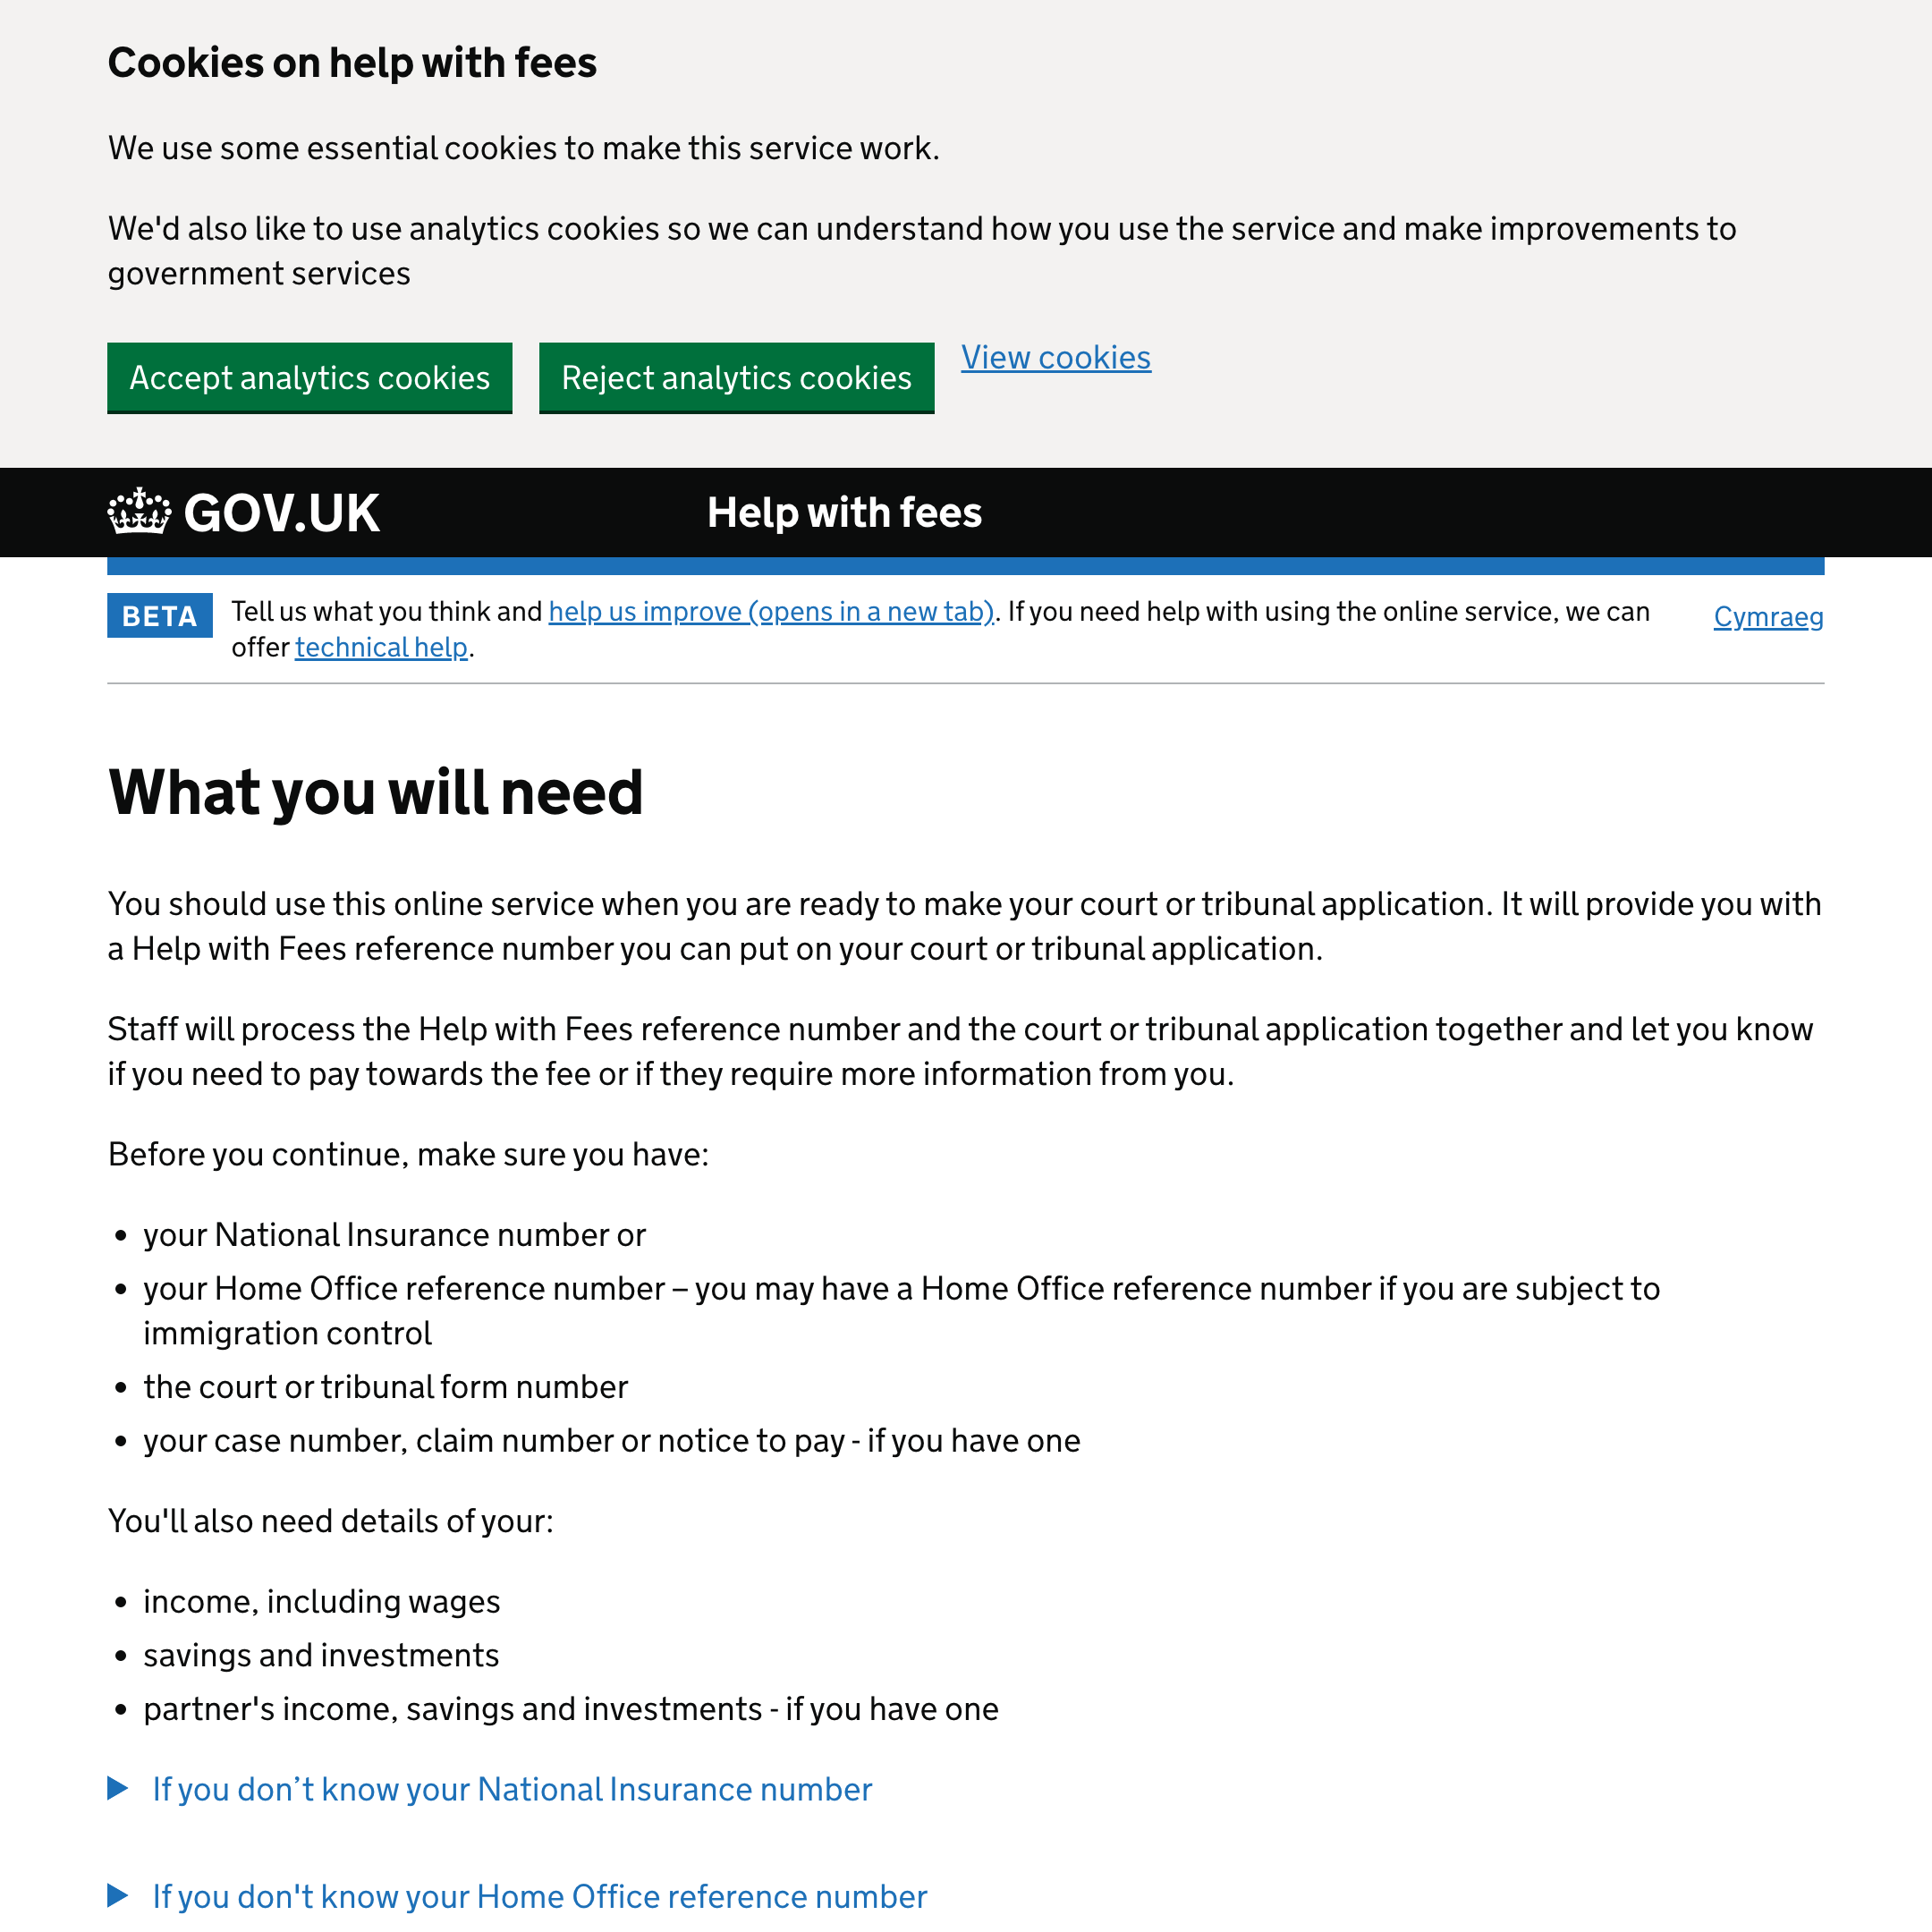 Cookies on help with fees
We use some essential cookies to make this service work.
We'd also like to use analytics cookies so we can understand how you use the service and make improvements to
government services
Accept analytics cookies
Reject analytics cookies
View cookies
GOV.UK
Help with fees
BETA
Tell us what you think and help us improve (opens in a new tab). If you need help with using the online service, we can
offer technical help.
Cymraeg
What you will need
You should use this online service when you are ready to make your court or tribunal application. It will provide you with
a Help with Fees reference number you can put on your court or tribunal application.
Staff will process the Help with Fees reference number and the court or tribunal application together and let you know
if you need to pay towards the fee or if they require more information from you.
Before you continue, make sure you have:
• your National Insurance number or
• your Home Office reference number – you may have a Home Office reference number if you are subject to
immigration control
• the court or tribunal form number
• your case number, claim number or notice to pay - if you have one
You'll also need details of your:
• income, including wages
• savings and investments
• partner's income, savings and investments - if you have one
If you don’t know your National Insurance number
If you don't know your Home Office reference number